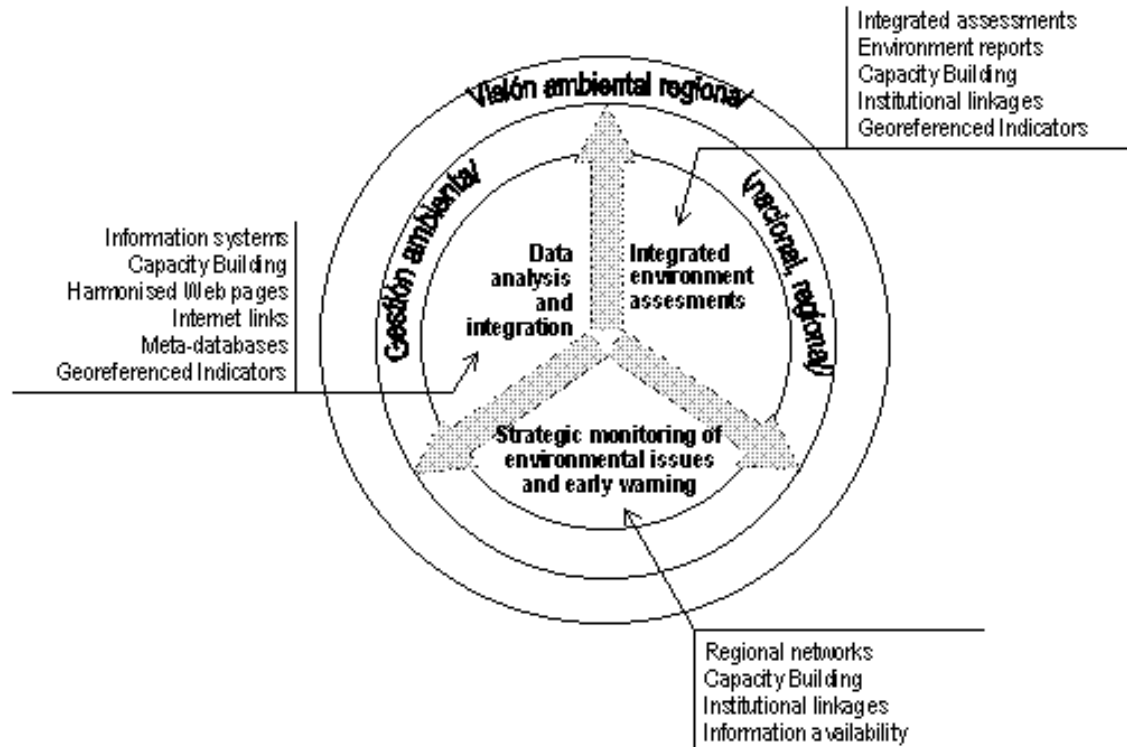 Integrated assessments
Environment reports
Capacity Building
Institutional linkages
Georeferenced Indicators
Visión ambiental regional
Gestión ambiental
(nacional, regional)
Information systems
Capacity Building
Harmonised Web pages
Internet links
Meta-databases
Georeferenced Indicators
Data
analysis
and
integration
Integrated
environment
assesments
Strategic monitoring of
environmental issues
and early warning
Regional networks
Capacity Building
Institutional linkages
Information availability